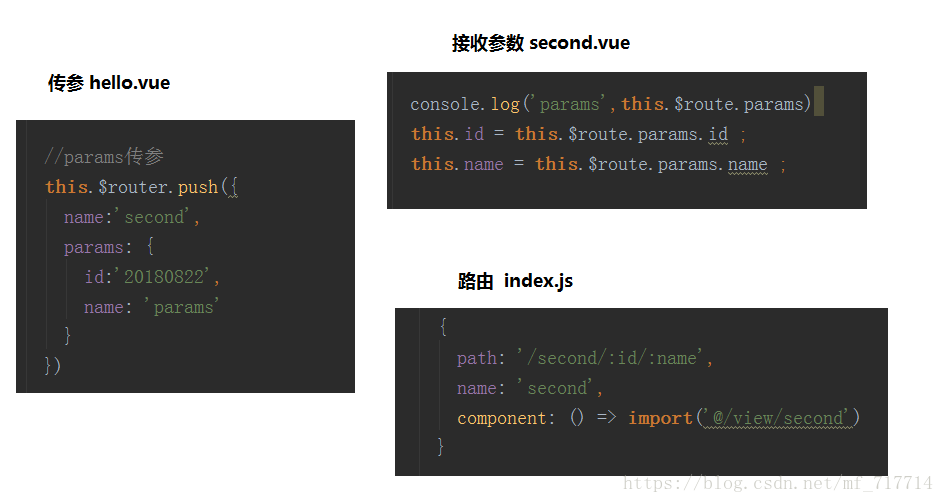 传参 hello.vue
//params传参
this.$router.push({
name:'second',
params: {
id:'20180822',
name: 'params'
}
})
接收参数 second.vue
console.log('params',this.$route.params)
this.id = this.$route.params.id ;
this.name = this.$route.params.name ;
路由 index.js
{
path: '/second/:id/:name',
name: 'second',
component: () => import('@/view/second')
}
https://blog.csdn.net/mf_717714